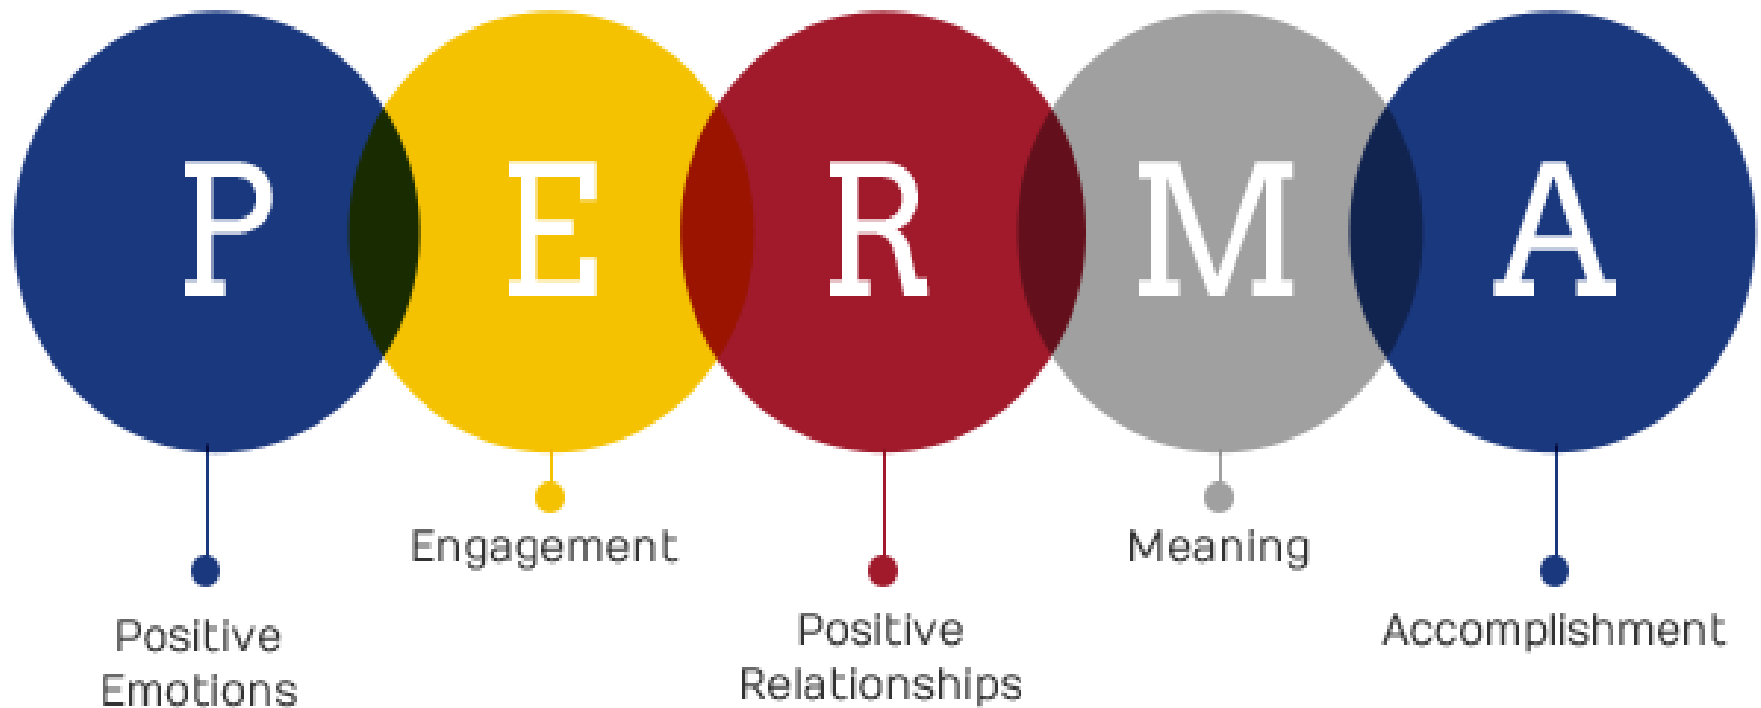 P E R M A
Engagement
Meaning
Positive
Emotions
Positive
Relationships
Accomplishment